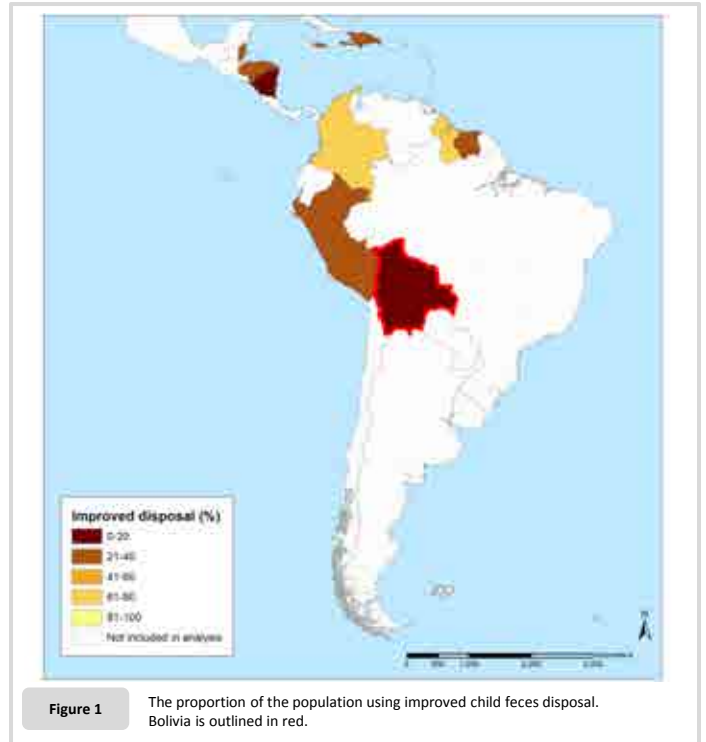 Improved disposal (%)
0-20
21-40
41-60
61-80
81-100
Not included in analysis
N
Figure 1
The proportion of the population using improved child feces disposal.
Bolivia is outlined in red.